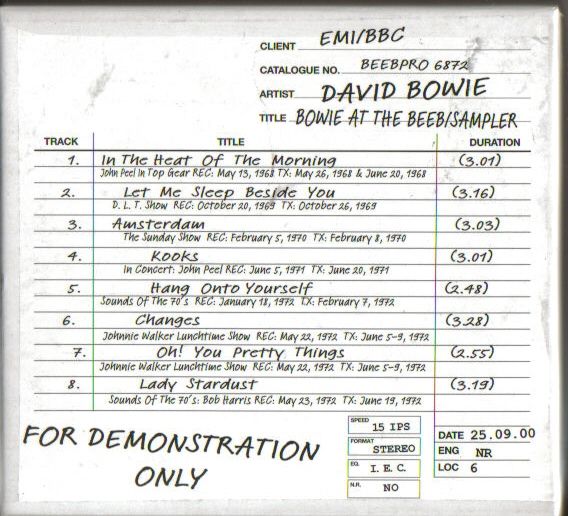 CLIENT EMI/BBC
CATALOGUE NO. BEEBPRO 6872
ARTIST DAVID BOWIE
TITLE BOWIE AT THE BEEB/SAMPLER
TRACK TITLE DURATION
1. In The Heat Of The Morning (3.01)
John Peel In Top Gear REC: May 13, 1968 TX: May 26, 1968 & June 20, 1968
2. Let Me Sleep Beside You (3.16)
D. L. T. Show REC: October 20, 1969 TX: October 26, 1969
3. Amsterdam (3.03)
The Sunday Show REC: February 5, 1970 TX: February 8, 1970
4. Kooks (3.01)
In Concert: John Peel REC: June 5, 1971 TX: June 20, 1971
5. Hang Onto Yourself (2.48)
Sounds Of The 70's REC: January 18, 1972 TX: February 7, 1972
6. Changes (3.28)
Johnnie Walker Lunchtime Show REC: May 22, 1972 TX: June 5-9, 1972
7. Oh! You Pretty Things (2.55)
Johnnie Walker Lunchtime Show REC: May 22, 1972 TX: June 5-9, 1972
8. Lady Stardust (3.19)
Sounds Of The 70's: Bob Harris REC: May 23, 1972 TX: June 19, 1972
FOR DEMONSTRATION
ONLY
SPEED 15 IPS
FORMAT STEREO
EQ. I. E. C.
N.R. NO
DATE 25.09.00
ENG NR
LOC 6